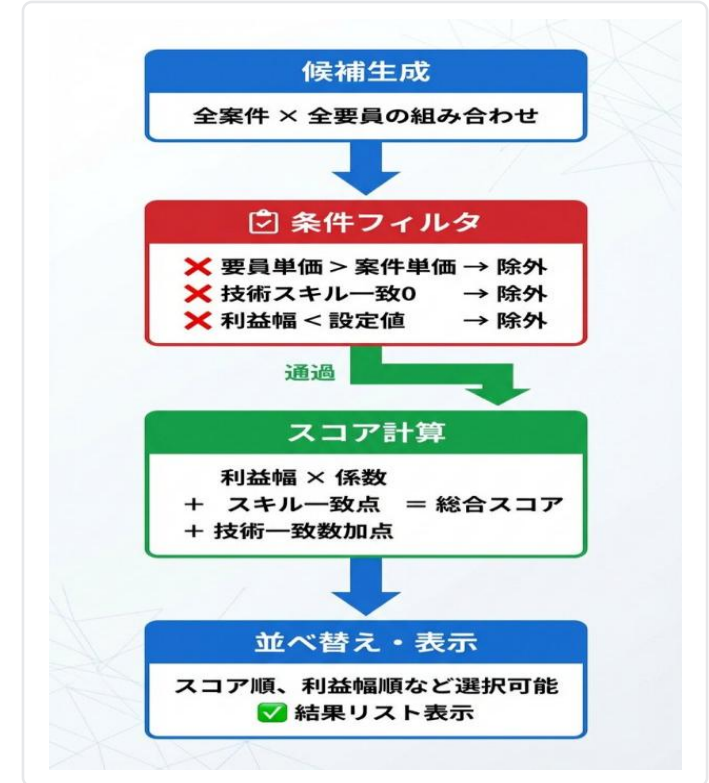 候補生成
全案件 × 全要員の組み合わせ
条件フィルタ
❌ 要員単価 > 案件単価 → 除外
❌ 技術スキル一致0 → 除外
❌ 利益幅 < 設定値 → 除外
通過
スコア計算
利益幅 × 係数
+ スキル一致点 = 総合スコア
+ 技術一致数加点
並べ替え・表示
スコア順、利益幅順など選択可能
✅ 結果リスト表示